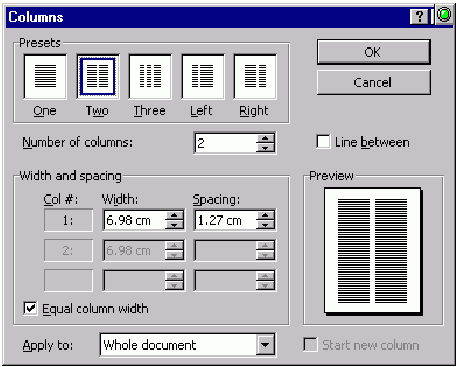 Columns ?
Presets
One Two Three Left Right
OK
Cancel
Number of columns: 2
Line between
Width and spacing
Col #: Width: Spacing:
1: 6.98 cm 1.27 cm
2: 6.98 cm
Equal column width
Preview
Apply to: Whole document
Start new column